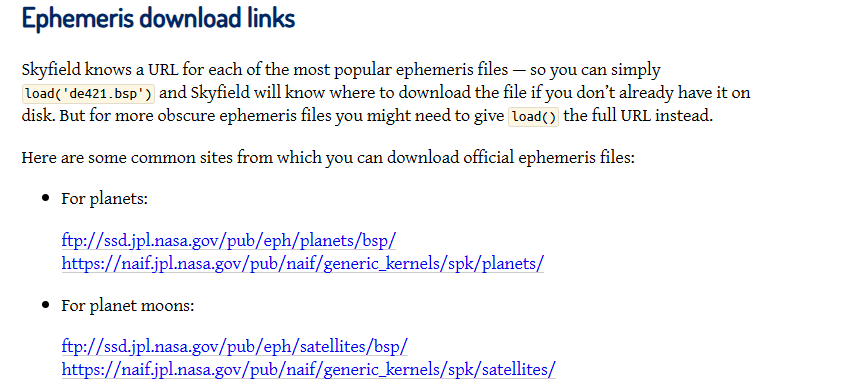 Ephemeris download links
Skyfield knows a URL for each of the most popular ephemeris files — so you can simply
load('de421.bsp') and Skyfield will know where to download the file if you don’t already have it on
disk. But for more obscure ephemeris files you might need to give load() the full URL instead.
Here are some common sites from which you can download official ephemeris files:
• For planets:
ftp://ssd.jpl.nasa.gov/pub/eph/planets/bsp/
https://naif.jpl.nasa.gov/pub/naif/generic_kernels/spk/planets/
• For planet moons:
ftp://ssd.jpl.nasa.gov/pub/eph/satellites/bsp/
https://naif.jpl.nasa.gov/pub/naif/generic_kernels/spk/satellites/